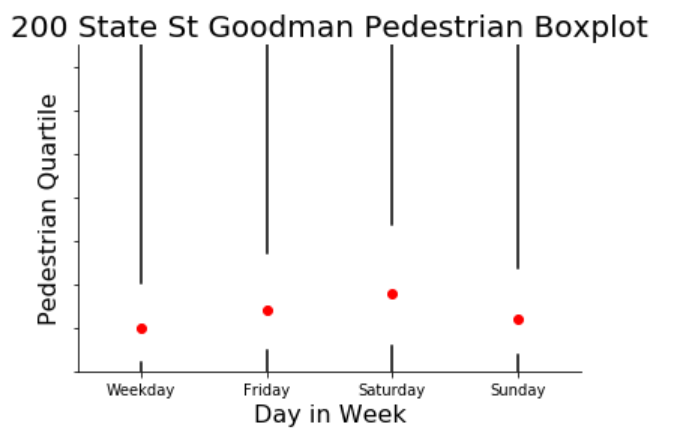 200 State St Goodman Pedestrian Boxplot
Pedestrian Quartile
Weekday Friday Saturday Sunday
Day in Week